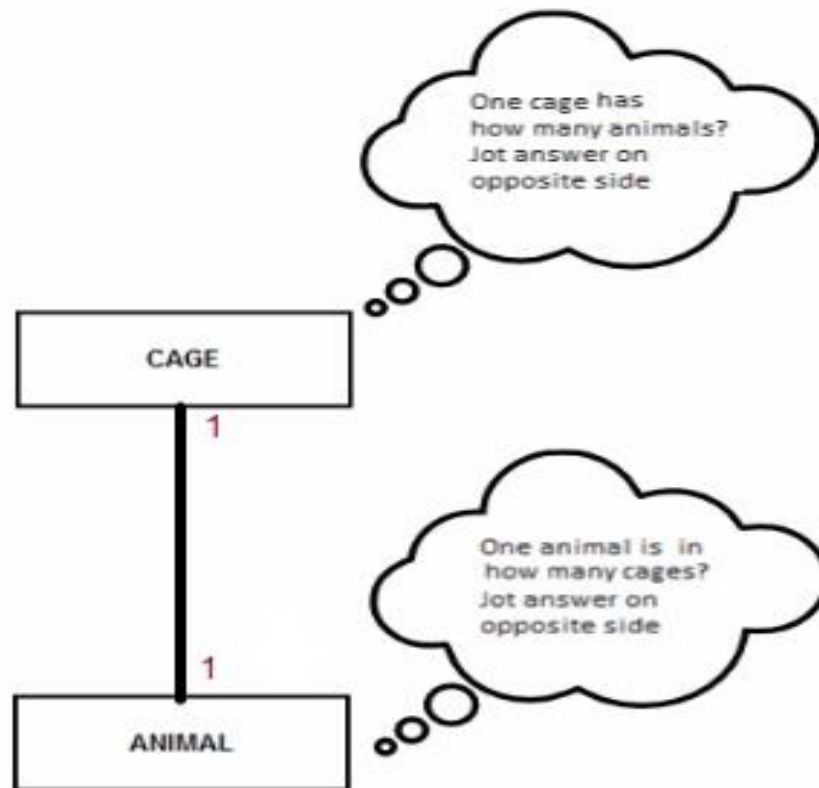 One cage has
how many animals?
Jot answer on
opposite side
CAGE
1
One animal is in
how many cages?
Jot answer on
opposite side
1
ANIMAL